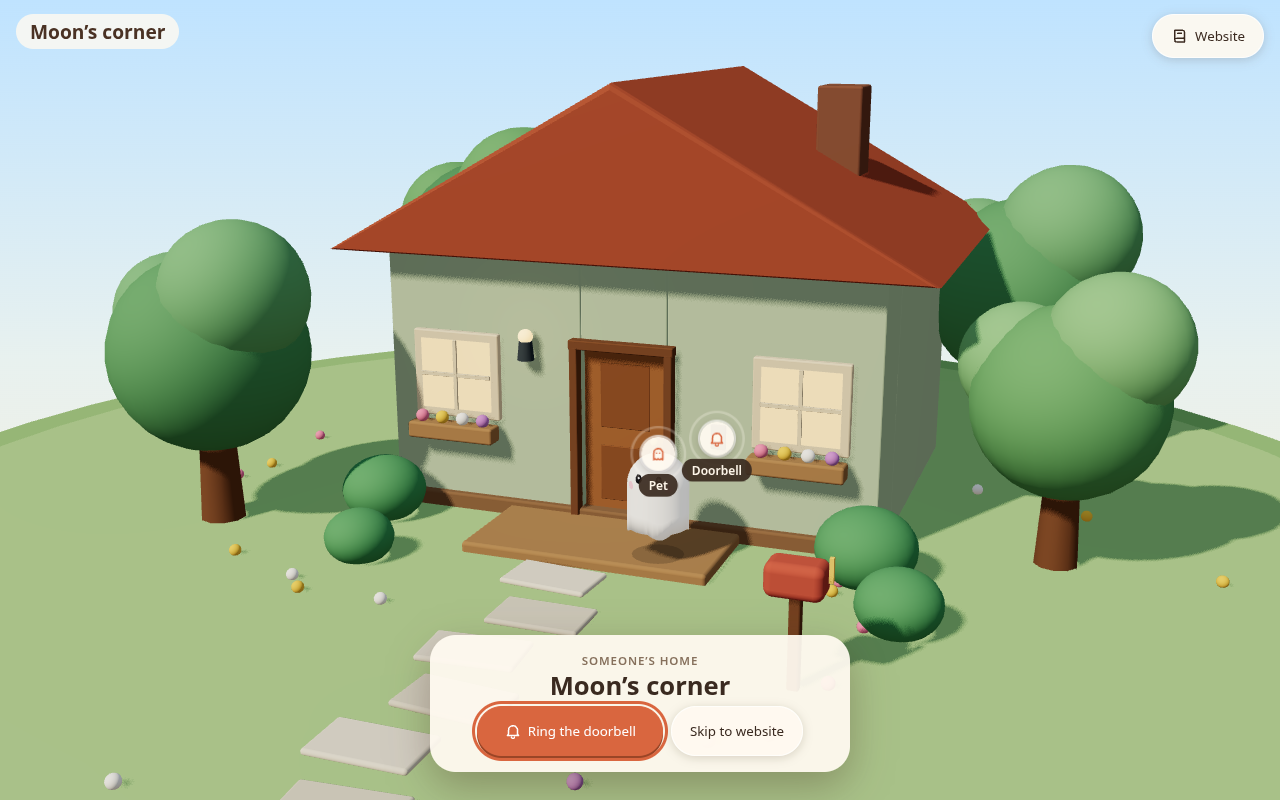 Moon’s corner
Website
Doorbell
Pet
SOMEONE’S HOME
Moon’s corner
Ring the doorbell
Skip to website